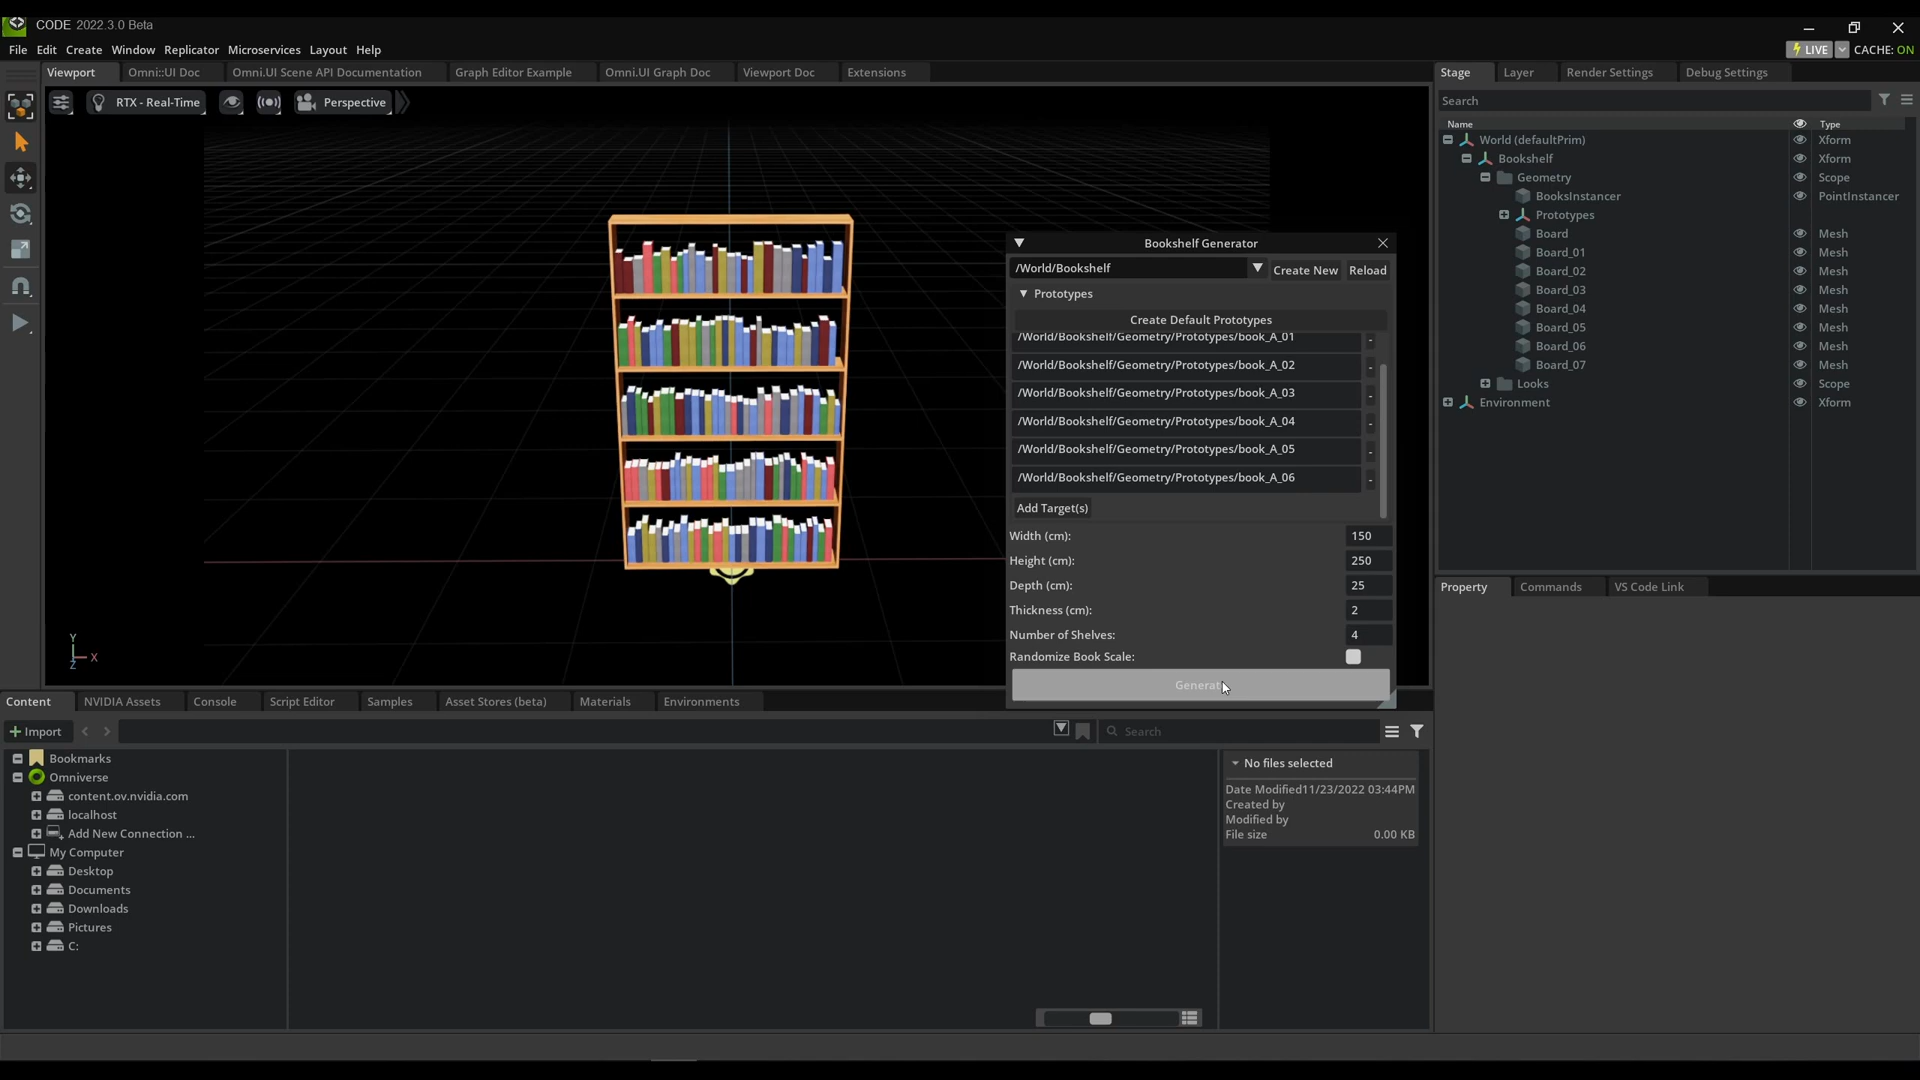 CODE 2022.3.0 Beta
File Edit Create Window Replicator Microservices Layout Help
LIVE CACHE: ON
Viewport Omni::UI Doc Omni.UI Scene API Documentation Graph Editor Example Omni.UI Graph Doc Viewport Doc Extensions
RTX - Real-Time Perspective
Y
X
Z
Bookshelf Generator
/World/Bookshelf Create New Reload
Prototypes
Create Default Prototypes
/World/Bookshelf/Geometry/Prototypes/book_A_01 -
/World/Bookshelf/Geometry/Prototypes/book_A_02 -
/World/Bookshelf/Geometry/Prototypes/book_A_03 -
/World/Bookshelf/Geometry/Prototypes/book_A_04 -
/World/Bookshelf/Geometry/Prototypes/book_A_05 -
/World/Bookshelf/Geometry/Prototypes/book_A_06 -
Add Target(s)
Width (cm): 150
Height (cm): 250
Depth (cm): 25
Thickness (cm): 2
Number of Shelves: 4
Randomize Book Scale:
Generat
Stage Layer Render Settings Debug Settings
Search
Name Type
World (defaultPrim) Xform
Bookshelf Xform
Geometry Scope
BooksInstancer PointInstancer
Prototypes
Board Mesh
Board_01 Mesh
Board_02 Mesh
Board_03 Mesh
Board_04 Mesh
Board_05 Mesh
Board_06 Mesh
Board_07 Mesh
Looks Scope
Environment Xform
Property Commands VS Code Link
Content NVIDIA Assets Console Script Editor Samples Asset Stores (beta) Materials Environments
Import Search
Bookmarks
Omniverse
content.ov.nvidia.com
localhost
Add New Connection ...
My Computer
Desktop
Documents
Downloads
Pictures
C:
No files selected
Date Modified11/23/2022 03:44PM
Created by
Modified by
File size 0.00 KB